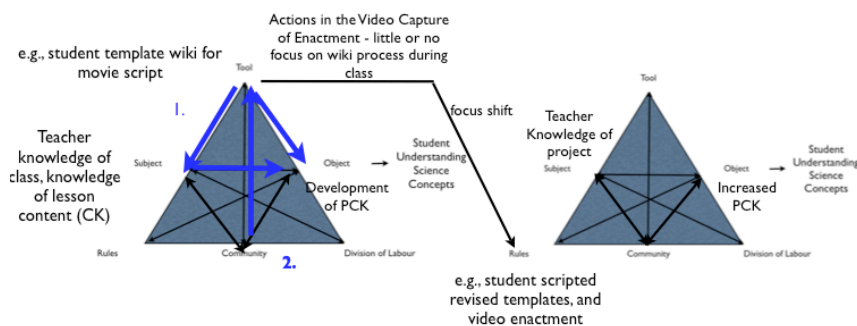 Actions in the Video Capture
of Enactment - little or no
focus on wiki process during
class
e.g., student template wiki for
movie script
Tool
1.
focus shift
Teacher
knowledge of
class, knowledge
of lesson
content (CK)
Subject
Object
Student
Understanding
Science
Concepts
Development
of PCK
Rules
Community
Division of Labour
2.
Tool
Teacher
Knowledge of
project
Subject
Object
Student
Understanding
Science
Concepts
Increased
PCK
Rules
Community
Division of Labour
e.g., student scripted
revised templates, and
video enactment